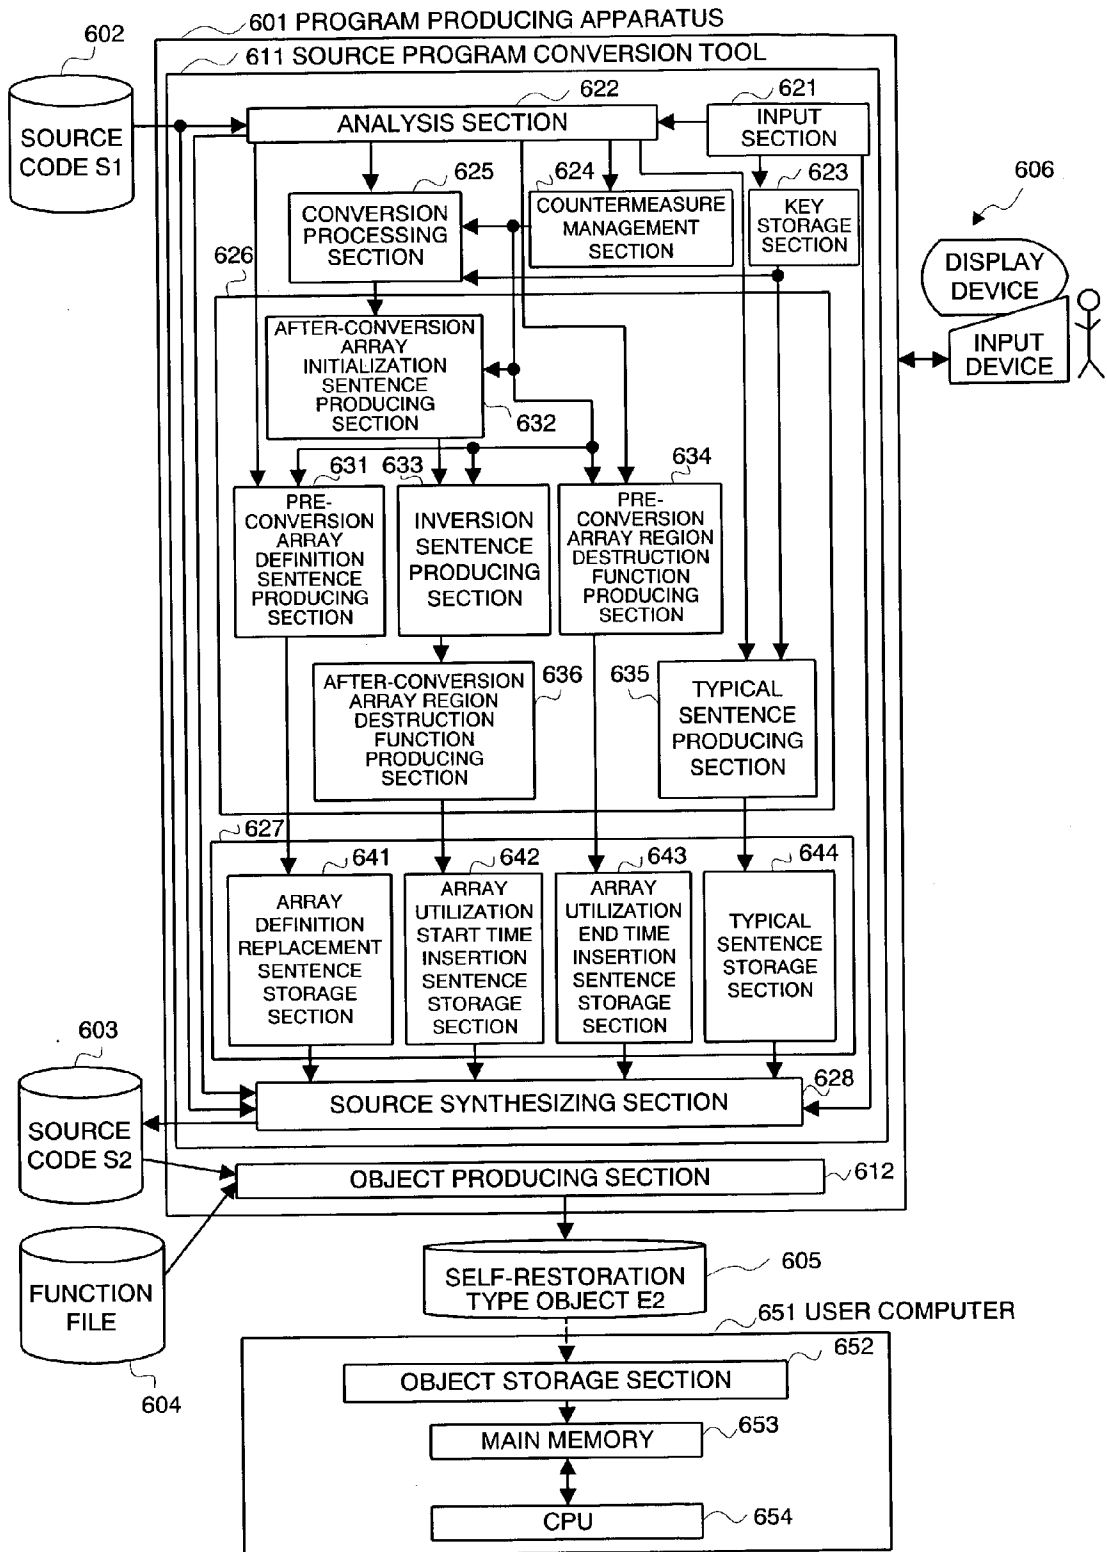 601 PROGRAM PRODUCING APPARATUS
602
611 SOURCE PROGRAM CONVERSION TOOL
SOURCE
CODE S1
622
ANALYSIS SECTION
621
INPUT
SECTION
625
CONVERSION
PROCESSING
SECTION
624
COUNTERMEASURE
MANAGEMENT
SECTION
623
KEY
STORAGE
SECTION
606
DISPLAY
DEVICE
INPUT
DEVICE
626
AFTER-CONVERSION
ARRAY
INITIALIZATION
SENTENCE
PRODUCING
SECTION
632
631
PRE-
CONVERSION
ARRAY
DEFINITION
SENTENCE
PRODUCING
SECTION
633
INVERSION
SENTENCE
PRODUCING
SECTION
634
PRE-
CONVERSION
ARRAY REGION
DESTRUCTION
FUNCTION
PRODUCING
SECTION
AFTER-CONVERSION
ARRAY REGION
DESTRUCTION
FUNCTION
PRODUCING
SECTION
636
635
TYPICAL
SENTENCE
PRODUCING
SECTION
627
641
ARRAY
DEFINITION
REPLACEMENT
SENTENCE
STORAGE
SECTION
642
ARRAY
UTILIZATION
START TIME
INSERTION
SENTENCE
STORAGE
SECTION
643
ARRAY
UTILIZATION
END TIME
INSERTION
SENTENCE
STORAGE
SECTION
644
TYPICAL
SENTENCE
STORAGE
SECTION
603
SOURCE
CODE S2
SOURCE SYNTHESIZING SECTION
628
OBJECT PRODUCING SECTION
612
FUNCTION
FILE
604
SELF-RESTORATION
TYPE OBJECT E2
605
651 USER COMPUTER
652
OBJECT STORAGE SECTION
MAIN MEMORY
653
CPU
654